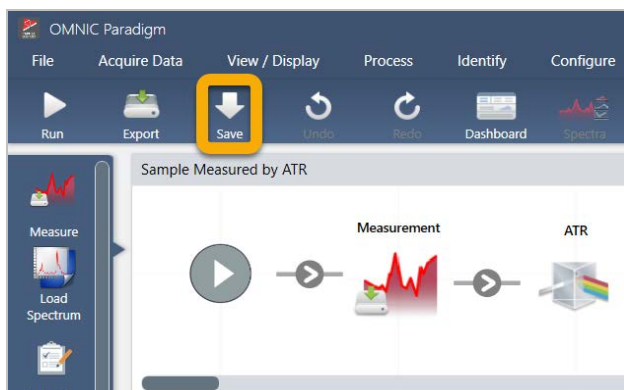 OMNIC Paradigm
File Acquire Data View / Display Process Identify Configure
Run Export Save Undo Redo Dashboard Spectra
Sample Measured by ATR
Measure
Measurement ATR
Load
Spectrum